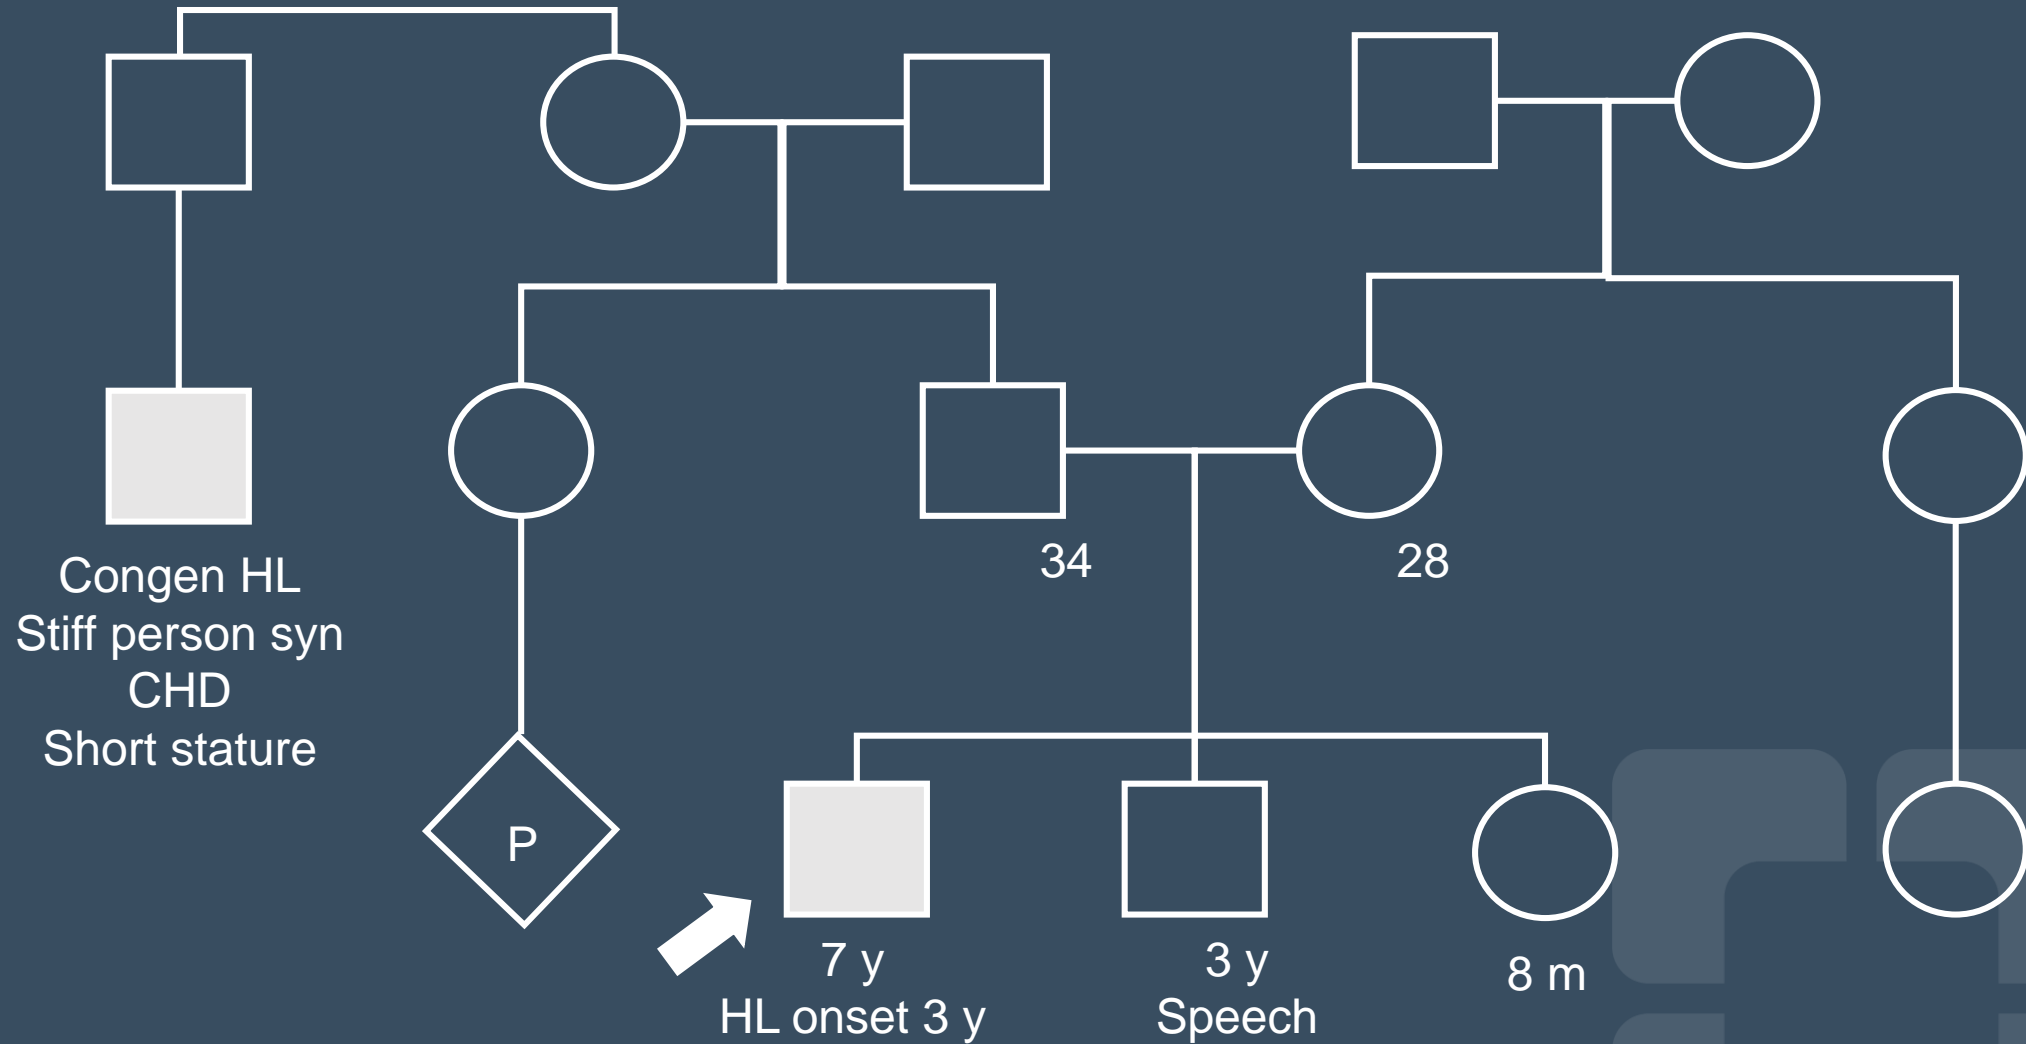 34
28
Congen HL
Stiff person syn
CHD
Short stature
P
7 y
HL onset 3 y
3 y
Speech
8 m